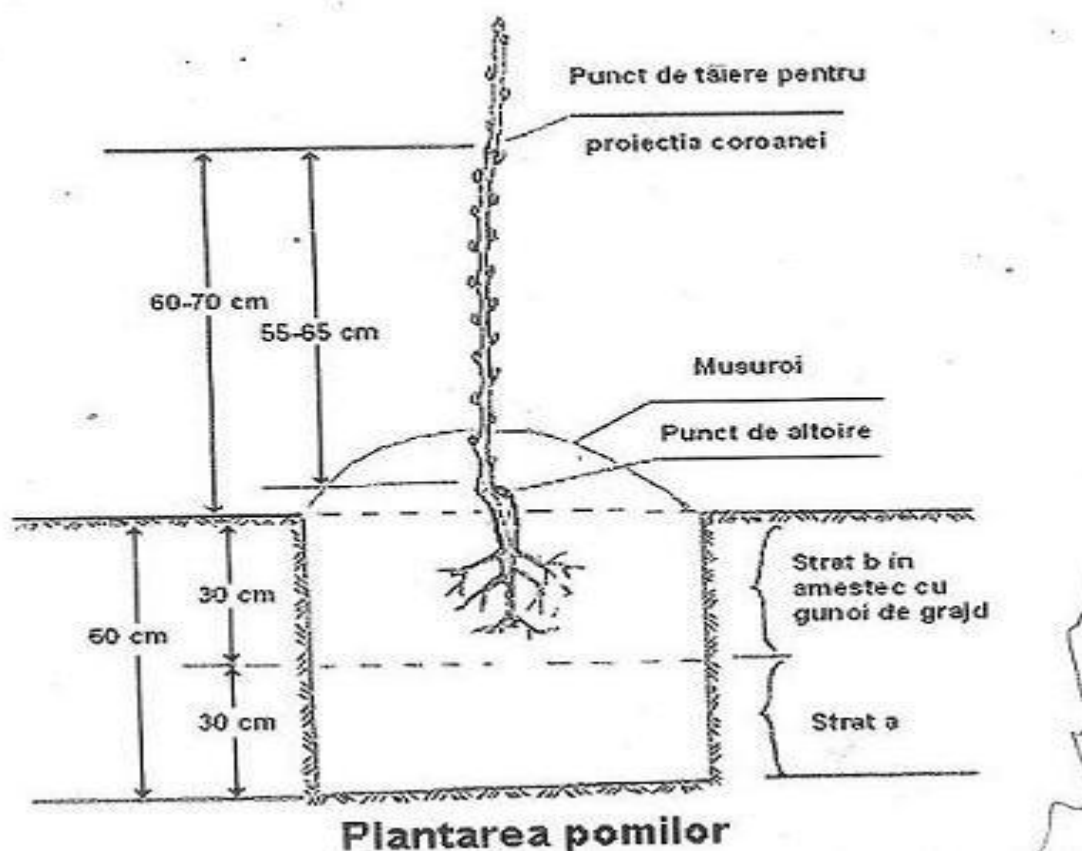 Punct de tăiere pentru
proiectia coroanei
60-70 cm
55-65 cm
Musuroi
Punct de altoire
Strat b în
amestec cu
gunoi de grajd
30 cm
60 cm
30 cm
Strat a
Plantarea pomilor